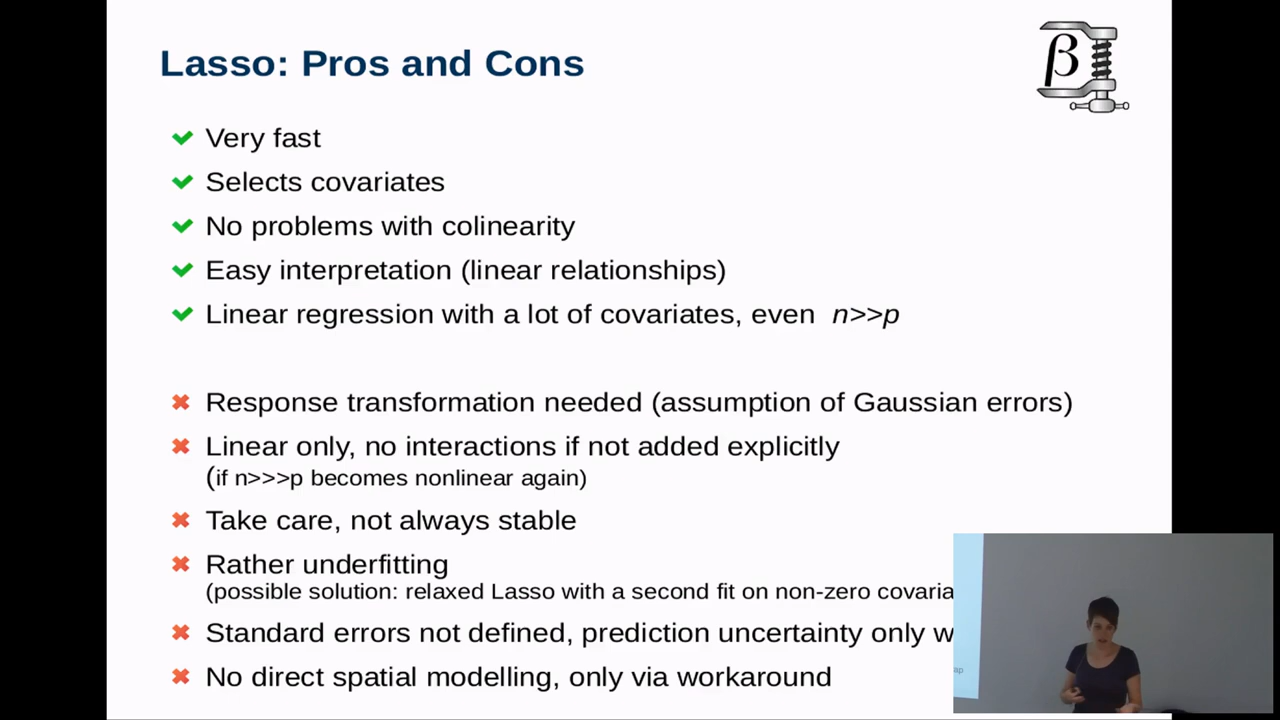 Lasso: Pros and Cons
β
Very fast
Selects covariates
No problems with colinearity
Easy interpretation (linear relationships)
Linear regression with a lot of covariates, even n>>p
Response transformation needed (assumption of Gaussian errors)
Linear only, no interactions if not added explicitly
(if n>>>p becomes nonlinear again)
Take care, not always stable
Rather underfitting
(possible solution: relaxed Lasso with a second fit on non-zero covaria
Standard errors not defined, prediction uncertainty only w
No direct spatial modelling, only via workaround
ap